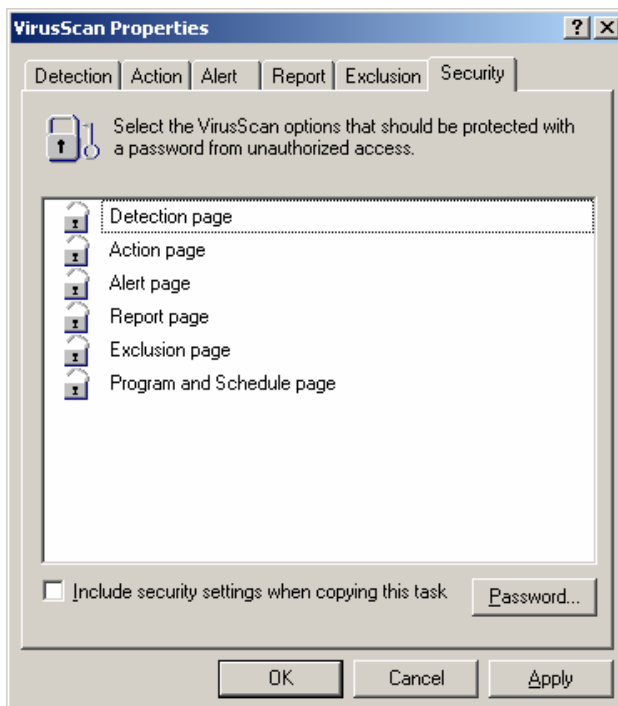 VirusScan Properties
Detection Action Alert Report Exclusion Security
Select the VirusScan options that should be protected with
a password from unauthorized access.
Detection page
Action page
Alert page
Report page
Exclusion page
Program and Schedule page
Include security settings when copying this task
Password...
OK Cancel Apply